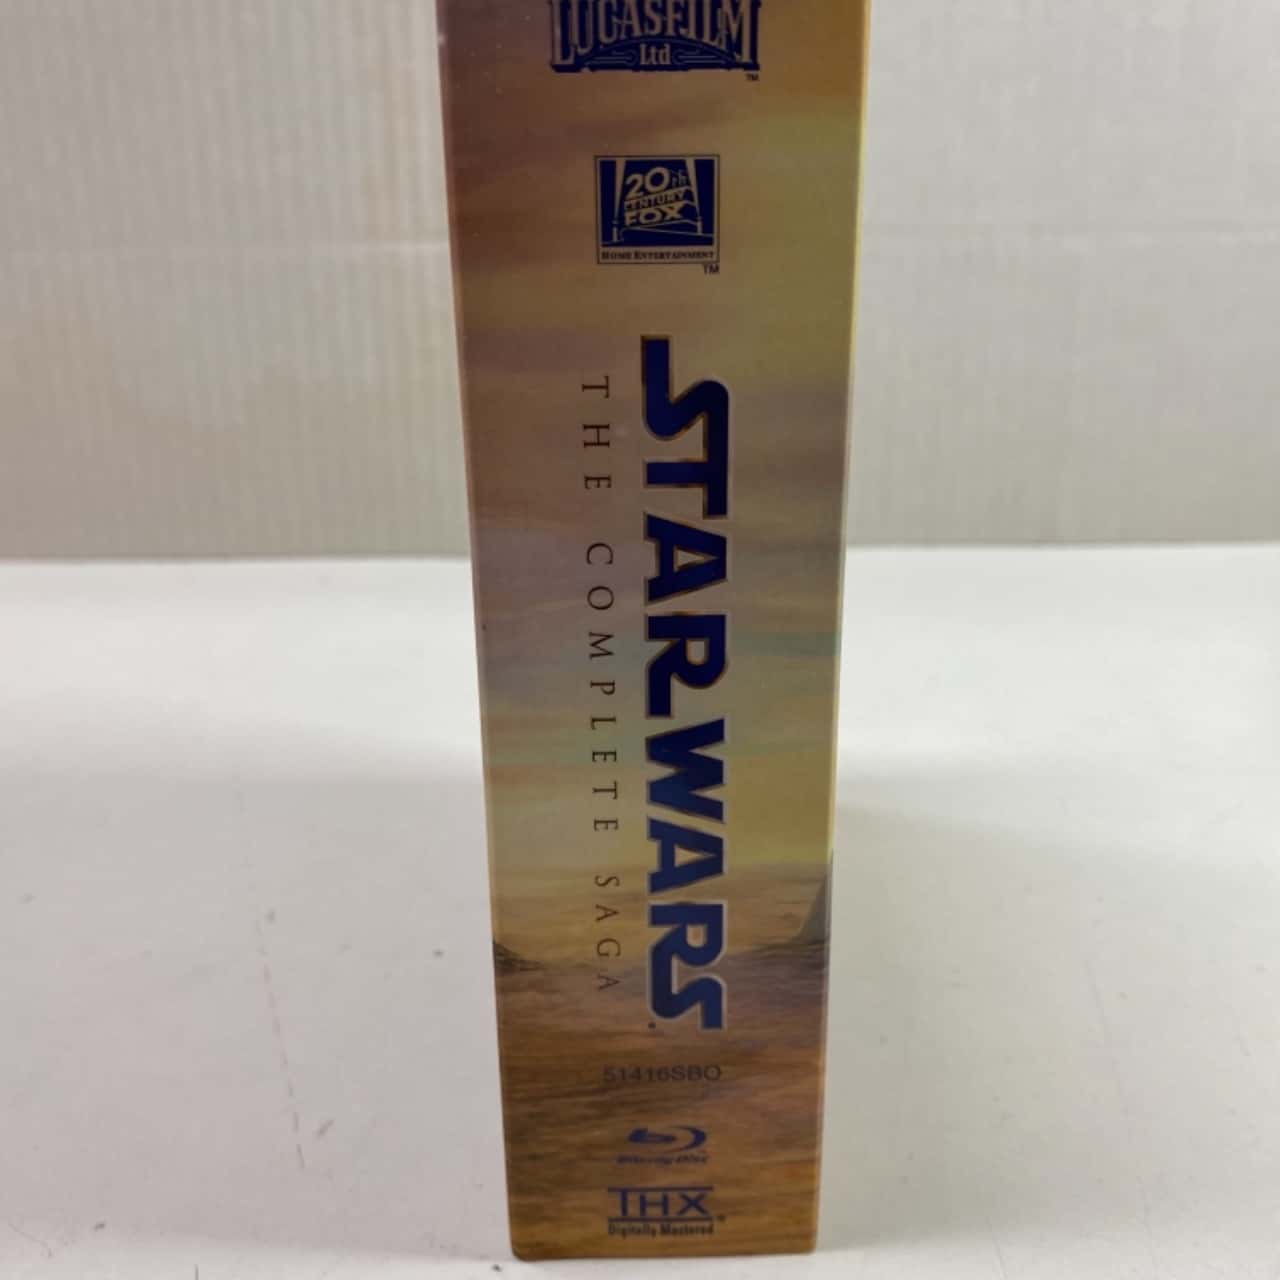 LUCASFILM
Ltd
TM
20th
CENTURY
FOX
HOME ENTERTAINMENT
TM
STAR WARS
THE COMPLETE SAGA
51416SBO
Blu-ray Disc
THX
TM
Digitally Mastered